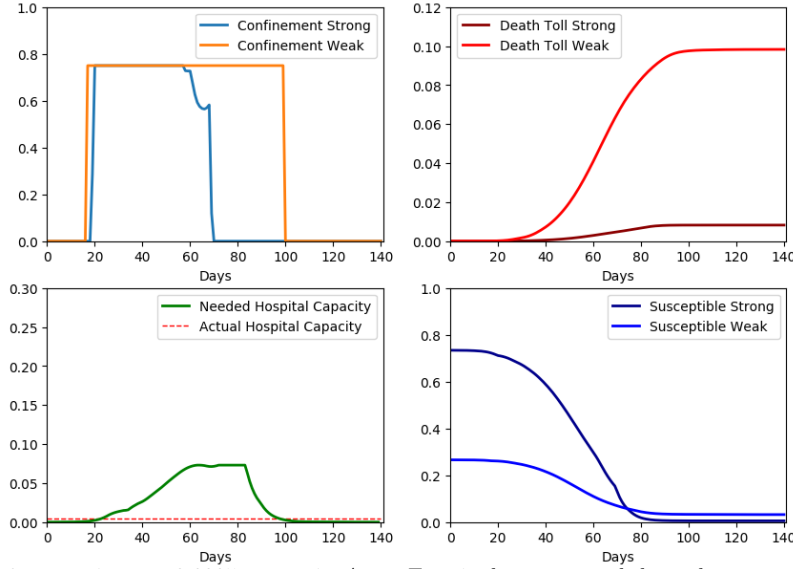 1.0
0.8
0.6
0.4
0.2
0.0
0 20 40 60 80 100 120 140
Days
Confinement Strong
Confinement Weak
0.12
0.10
0.08
0.06
0.04
0.02
0.00
0 20 40 60 80 100 120 140
Days
Death Toll Strong
Death Toll Weak
0.30
0.25
0.20
0.15
0.10
0.05
0.00
0 20 40 60 80 100 120 140
Days
Needed Hospital Capacity
Actual Hospital Capacity
1.0
0.8
0.6
0.4
0.2
0.0
0 20 40 60 80 100 120 140
Days
Susceptible Strong
Susceptible Weak